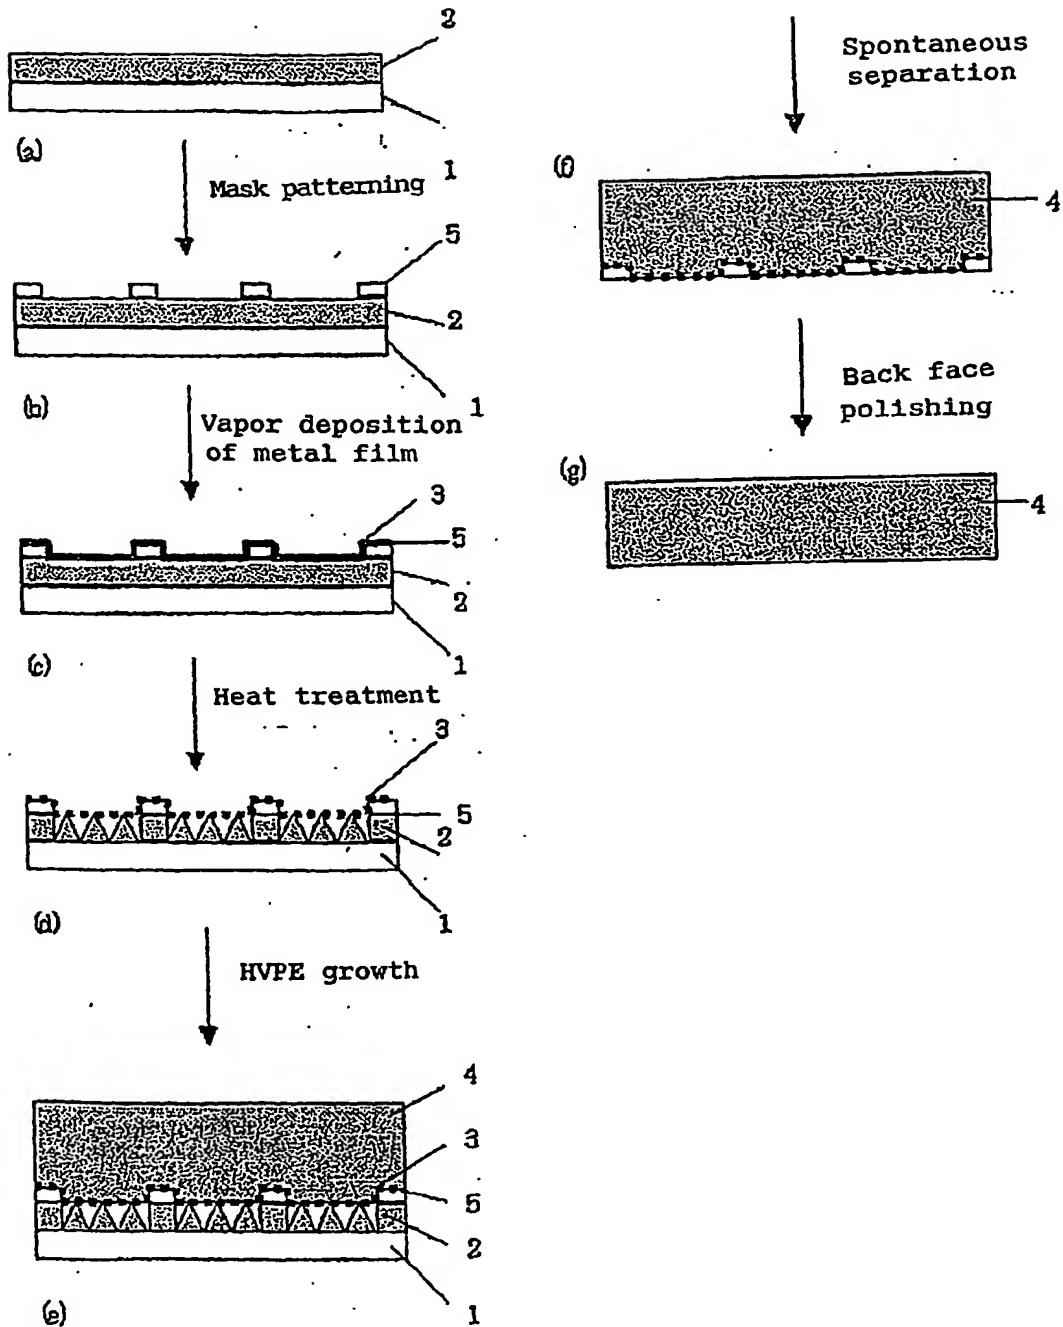 2
1
(a)
Mask patterning
5
2
1
(b)
Vapor deposition
of metal film
3
5
2
1
(c)
Heat treatment
3
5
2
1
(d)
HVPE growth
4
3
5
2
1
(e)
Spontaneous
separation
(f)
4
Back face
polishing
(g)
4